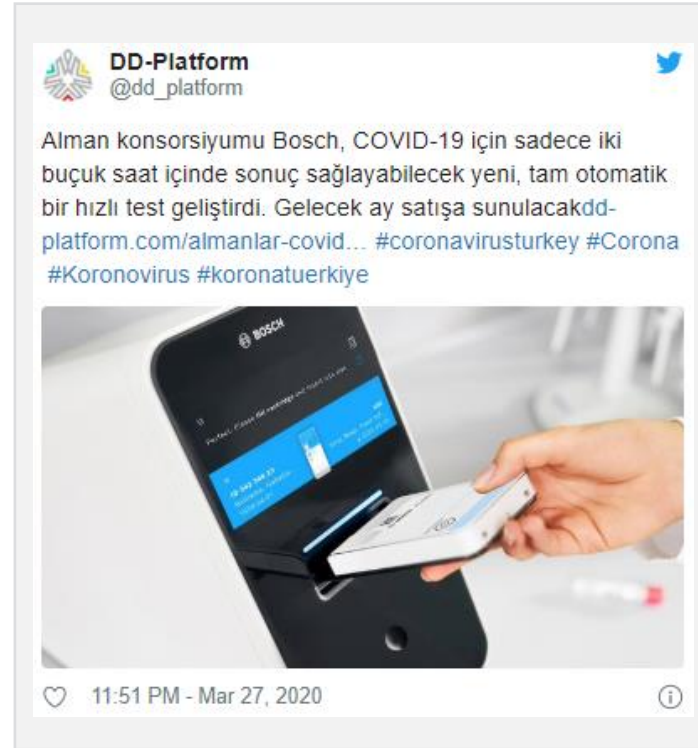 DD-Platform
@dd_platform
Alman konsorsiyumu Bosch, COVID-19 için sadece iki
buçuk saat içinde sonuç sağlayabilecek yeni, tam otomatik
bir hızlı test geliştirdi. Gelecek ay satışa sunulacakdd-
platform.com/almanlar-covid… #coronavirusturkey #Corona
#Koronovirus #koronatuerkiye
BOSCH
11:51 PM - Mar 27, 2020